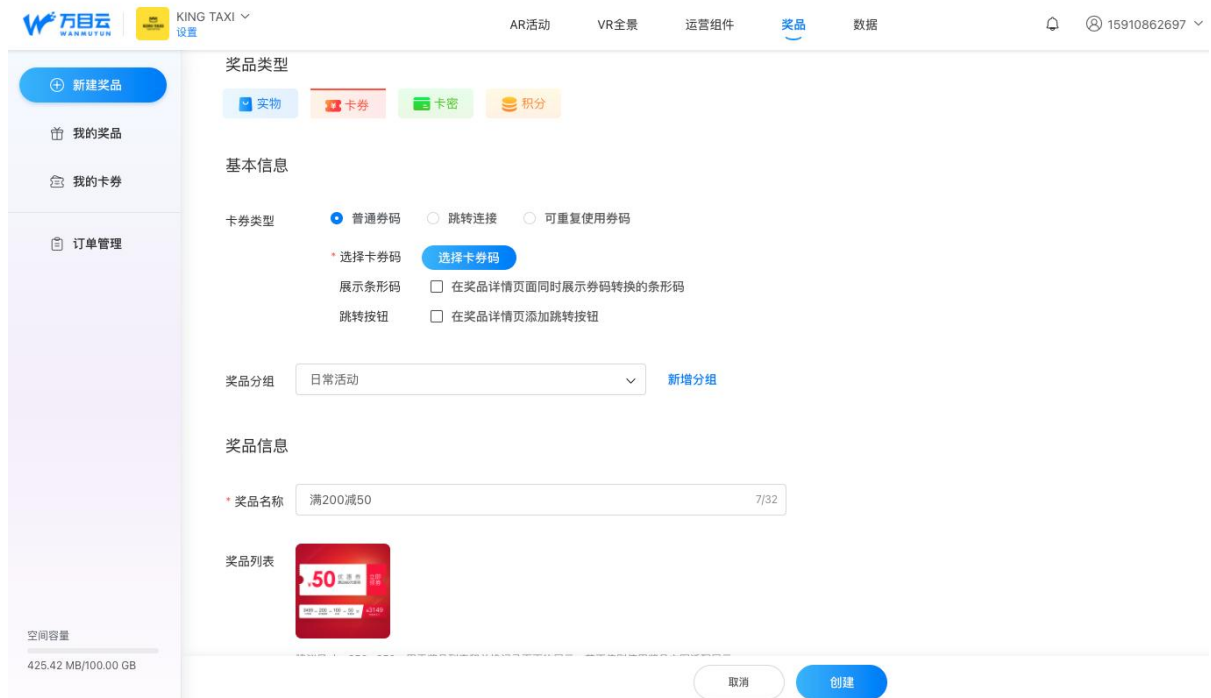 万目云
WANMUYUN
KING TAXI
设置
AR活动
VR全景
运营组件
奖品
数据
15910862697
新建奖品
我的奖品
我的卡券
订单管理
空间容量
425.42 MB/100.00 GB
奖品类型
实物
卡券
卡密
积分
基本信息
卡券类型
普通券码
跳转连接
可重复使用券码
* 选择卡券码
选择卡券码
展示条形码
在奖品详情页面同时展示券码转换的条形码
跳转按钮
在奖品详情页添加跳转按钮
奖品分组
日常活动
新增分组
奖品信息
* 奖品名称
满200减50
7/32
奖品列表
50
取消
创建